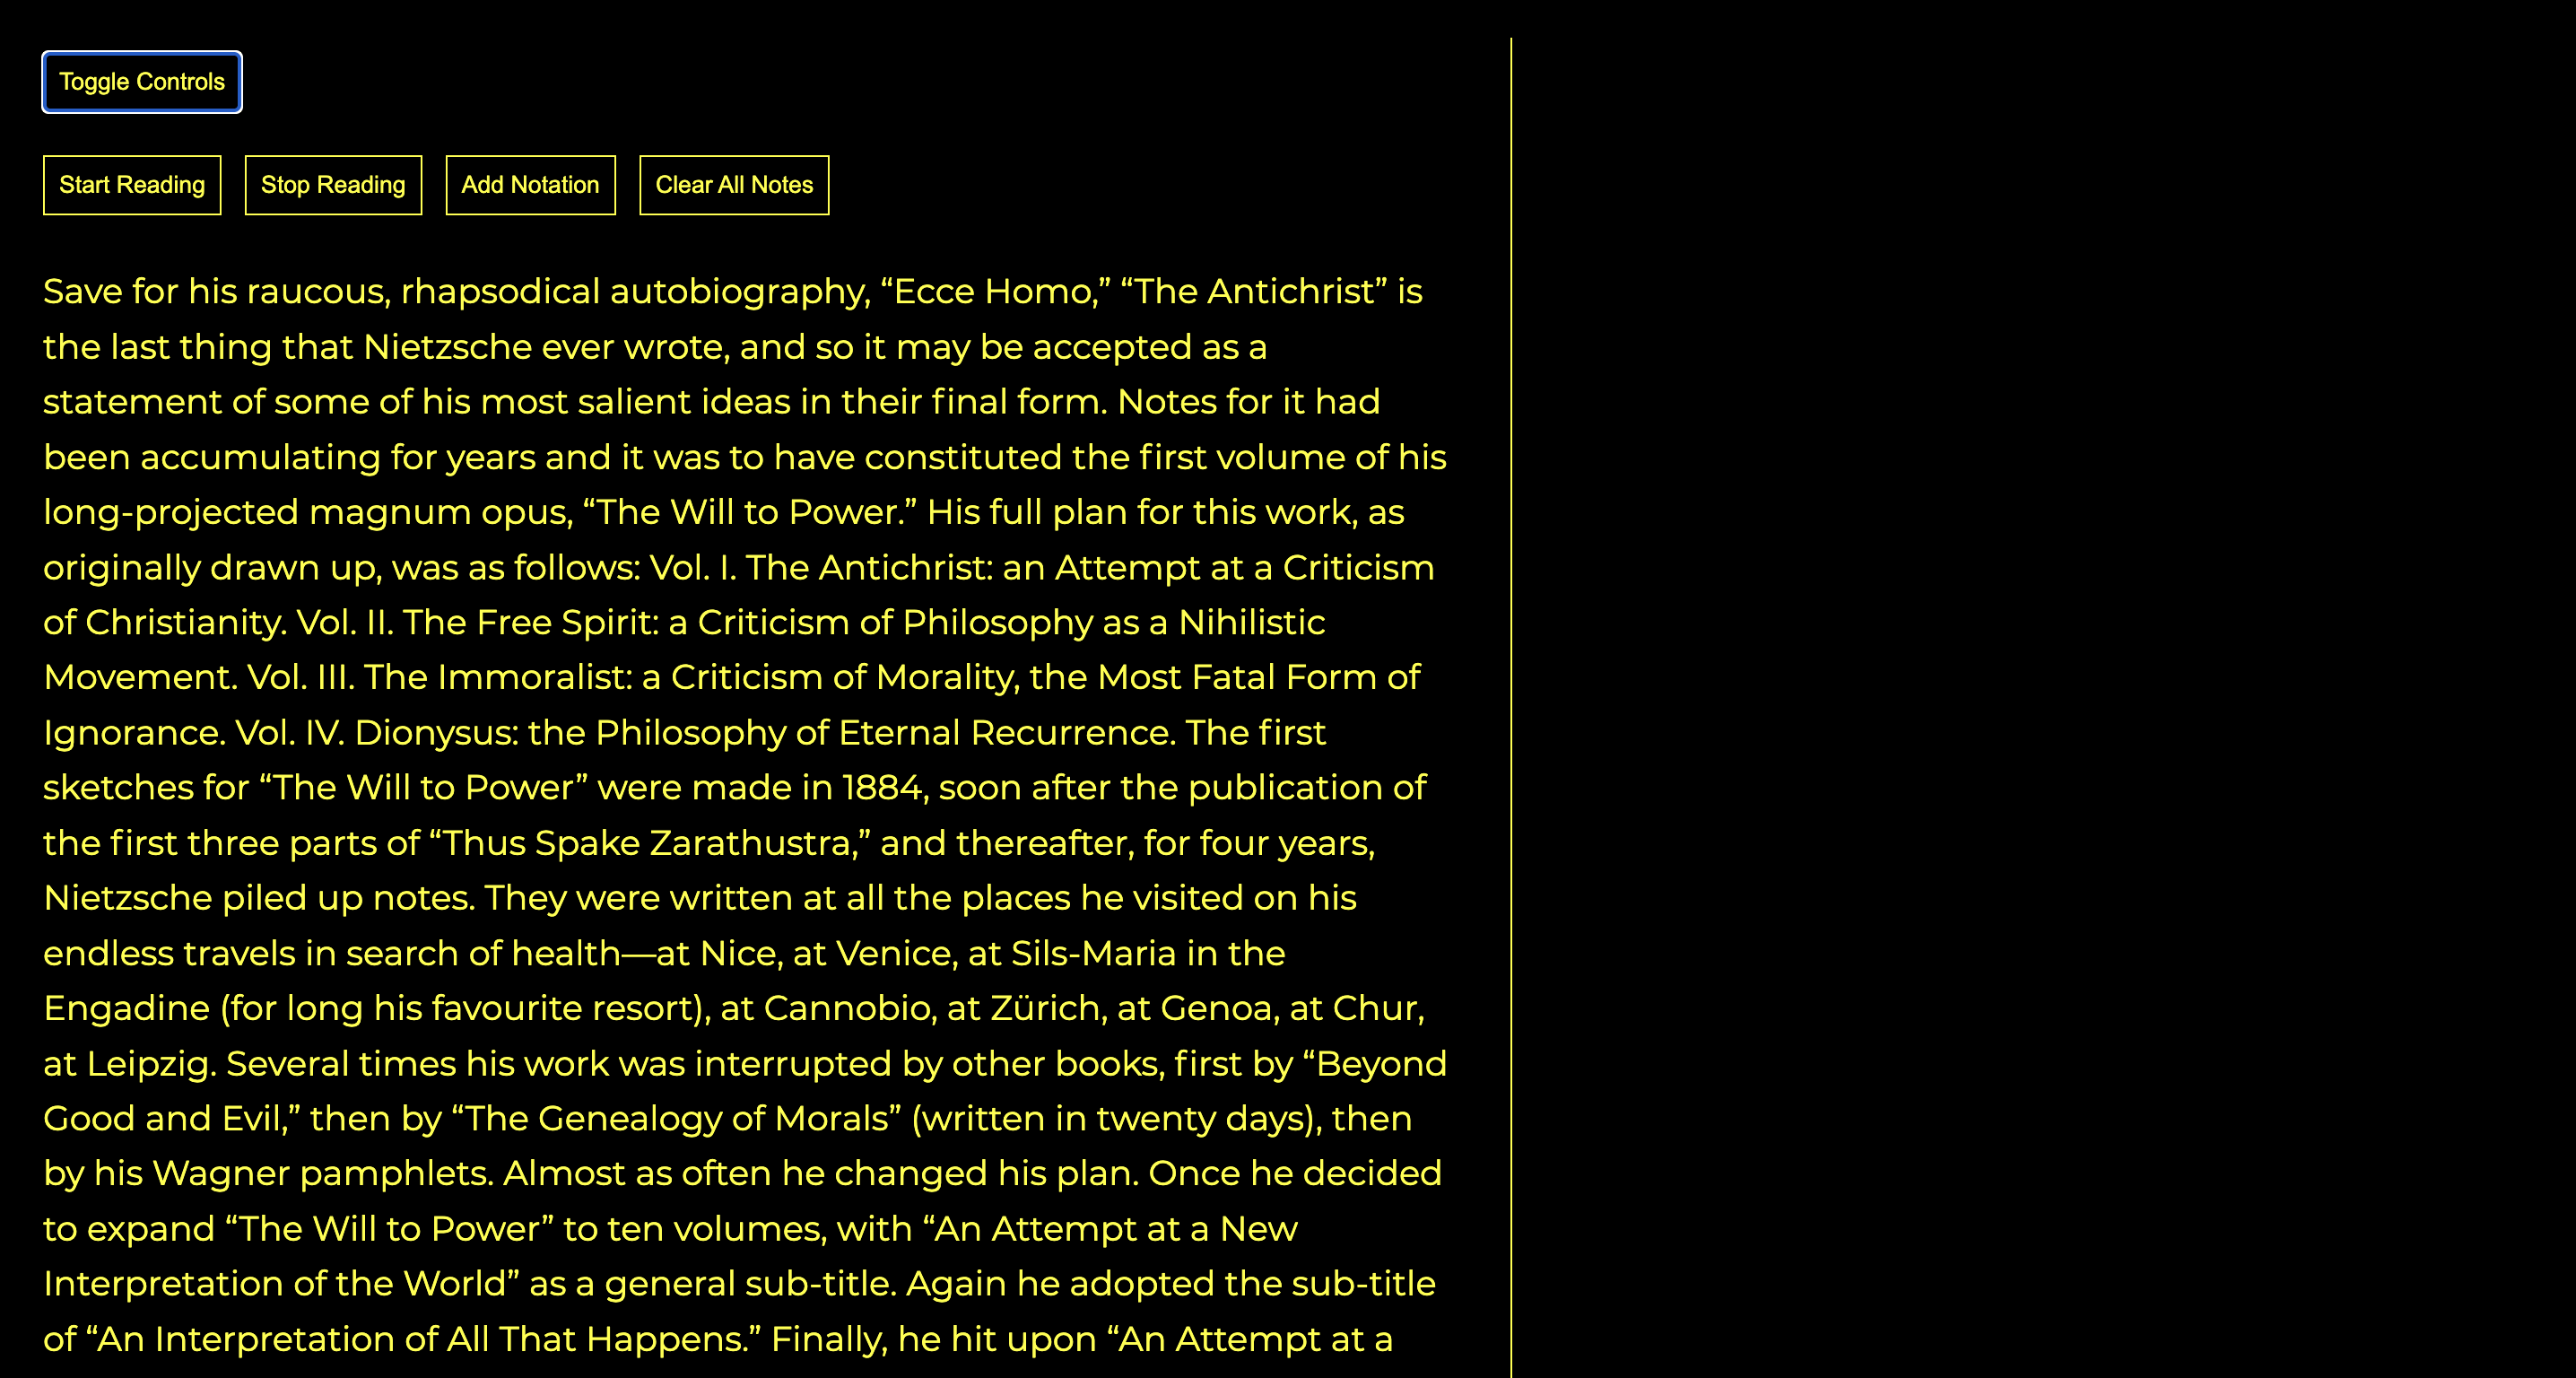 Toggle Controls
Start Reading Stop Reading Add Notation Clear All Notes
Save for his raucous, rhapsodical autobiography, “Ecce Homo,” “The Antichrist” is
the last thing that Nietzsche ever wrote, and so it may be accepted as a
statement of some of his most salient ideas in their final form. Notes for it had
been accumulating for years and it was to have constituted the first volume of his
long-projected magnum opus, “The Will to Power.” His full plan for this work, as
originally drawn up, was as follows: Vol. I. The Antichrist: an Attempt at a Criticism
of Christianity. Vol. II. The Free Spirit: a Criticism of Philosophy as a Nihilistic
Movement. Vol. III. The Immoralist: a Criticism of Morality, the Most Fatal Form of
Ignorance. Vol. IV. Dionysus: the Philosophy of Eternal Recurrence. The first
sketches for “The Will to Power” were made in 1884, soon after the publication of
the first three parts of “Thus Spake Zarathustra,” and thereafter, for four years,
Nietzsche piled up notes. They were written at all the places he visited on his
endless travels in search of health—at Nice, at Venice, at Sils-Maria in the
Engadine (for long his favourite resort), at Cannobio, at Zürich, at Genoa, at Chur,
at Leipzig. Several times his work was interrupted by other books, first by “Beyond
Good and Evil,” then by “The Genealogy of Morals” (written in twenty days), then
by his Wagner pamphlets. Almost as often he changed his plan. Once he decided
to expand “The Will to Power” to ten volumes, with “An Attempt at a New
Interpretation of the World” as a general sub-title. Again he adopted the sub-title
of “An Interpretation of All That Happens.” Finally, he hit upon “An Attempt at a